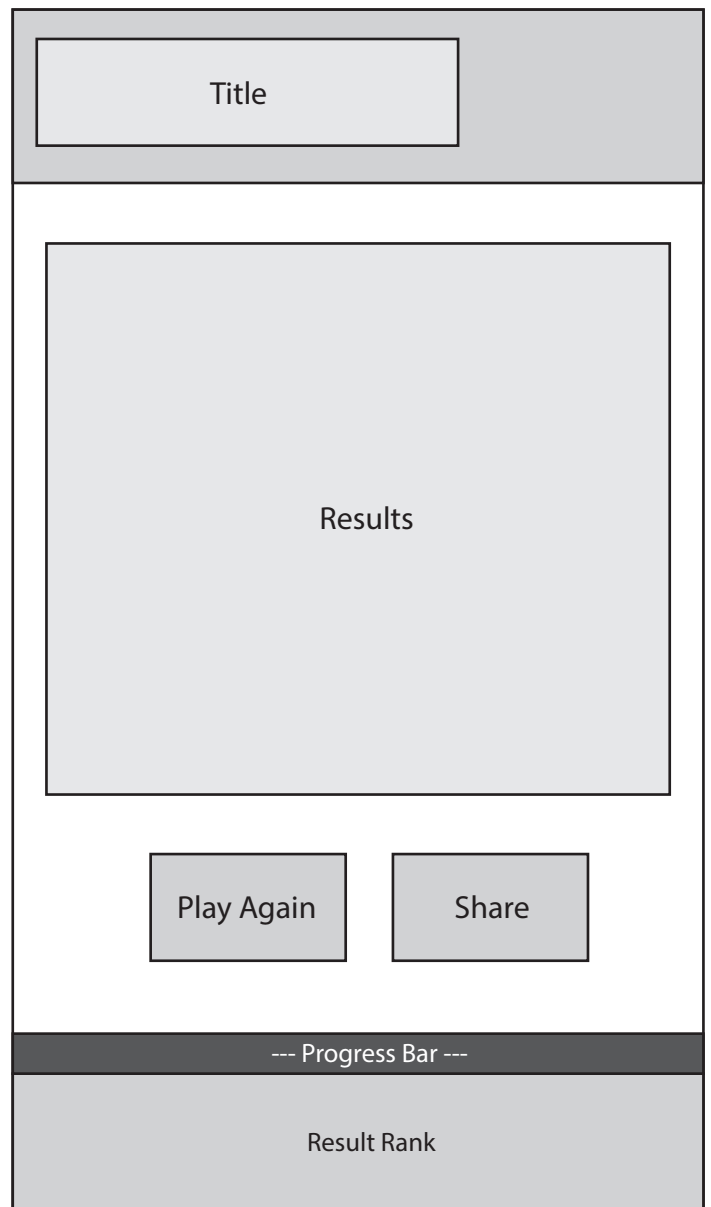 Title
Results
Play Again
Share
--- Progress Bar ---
Result Rank